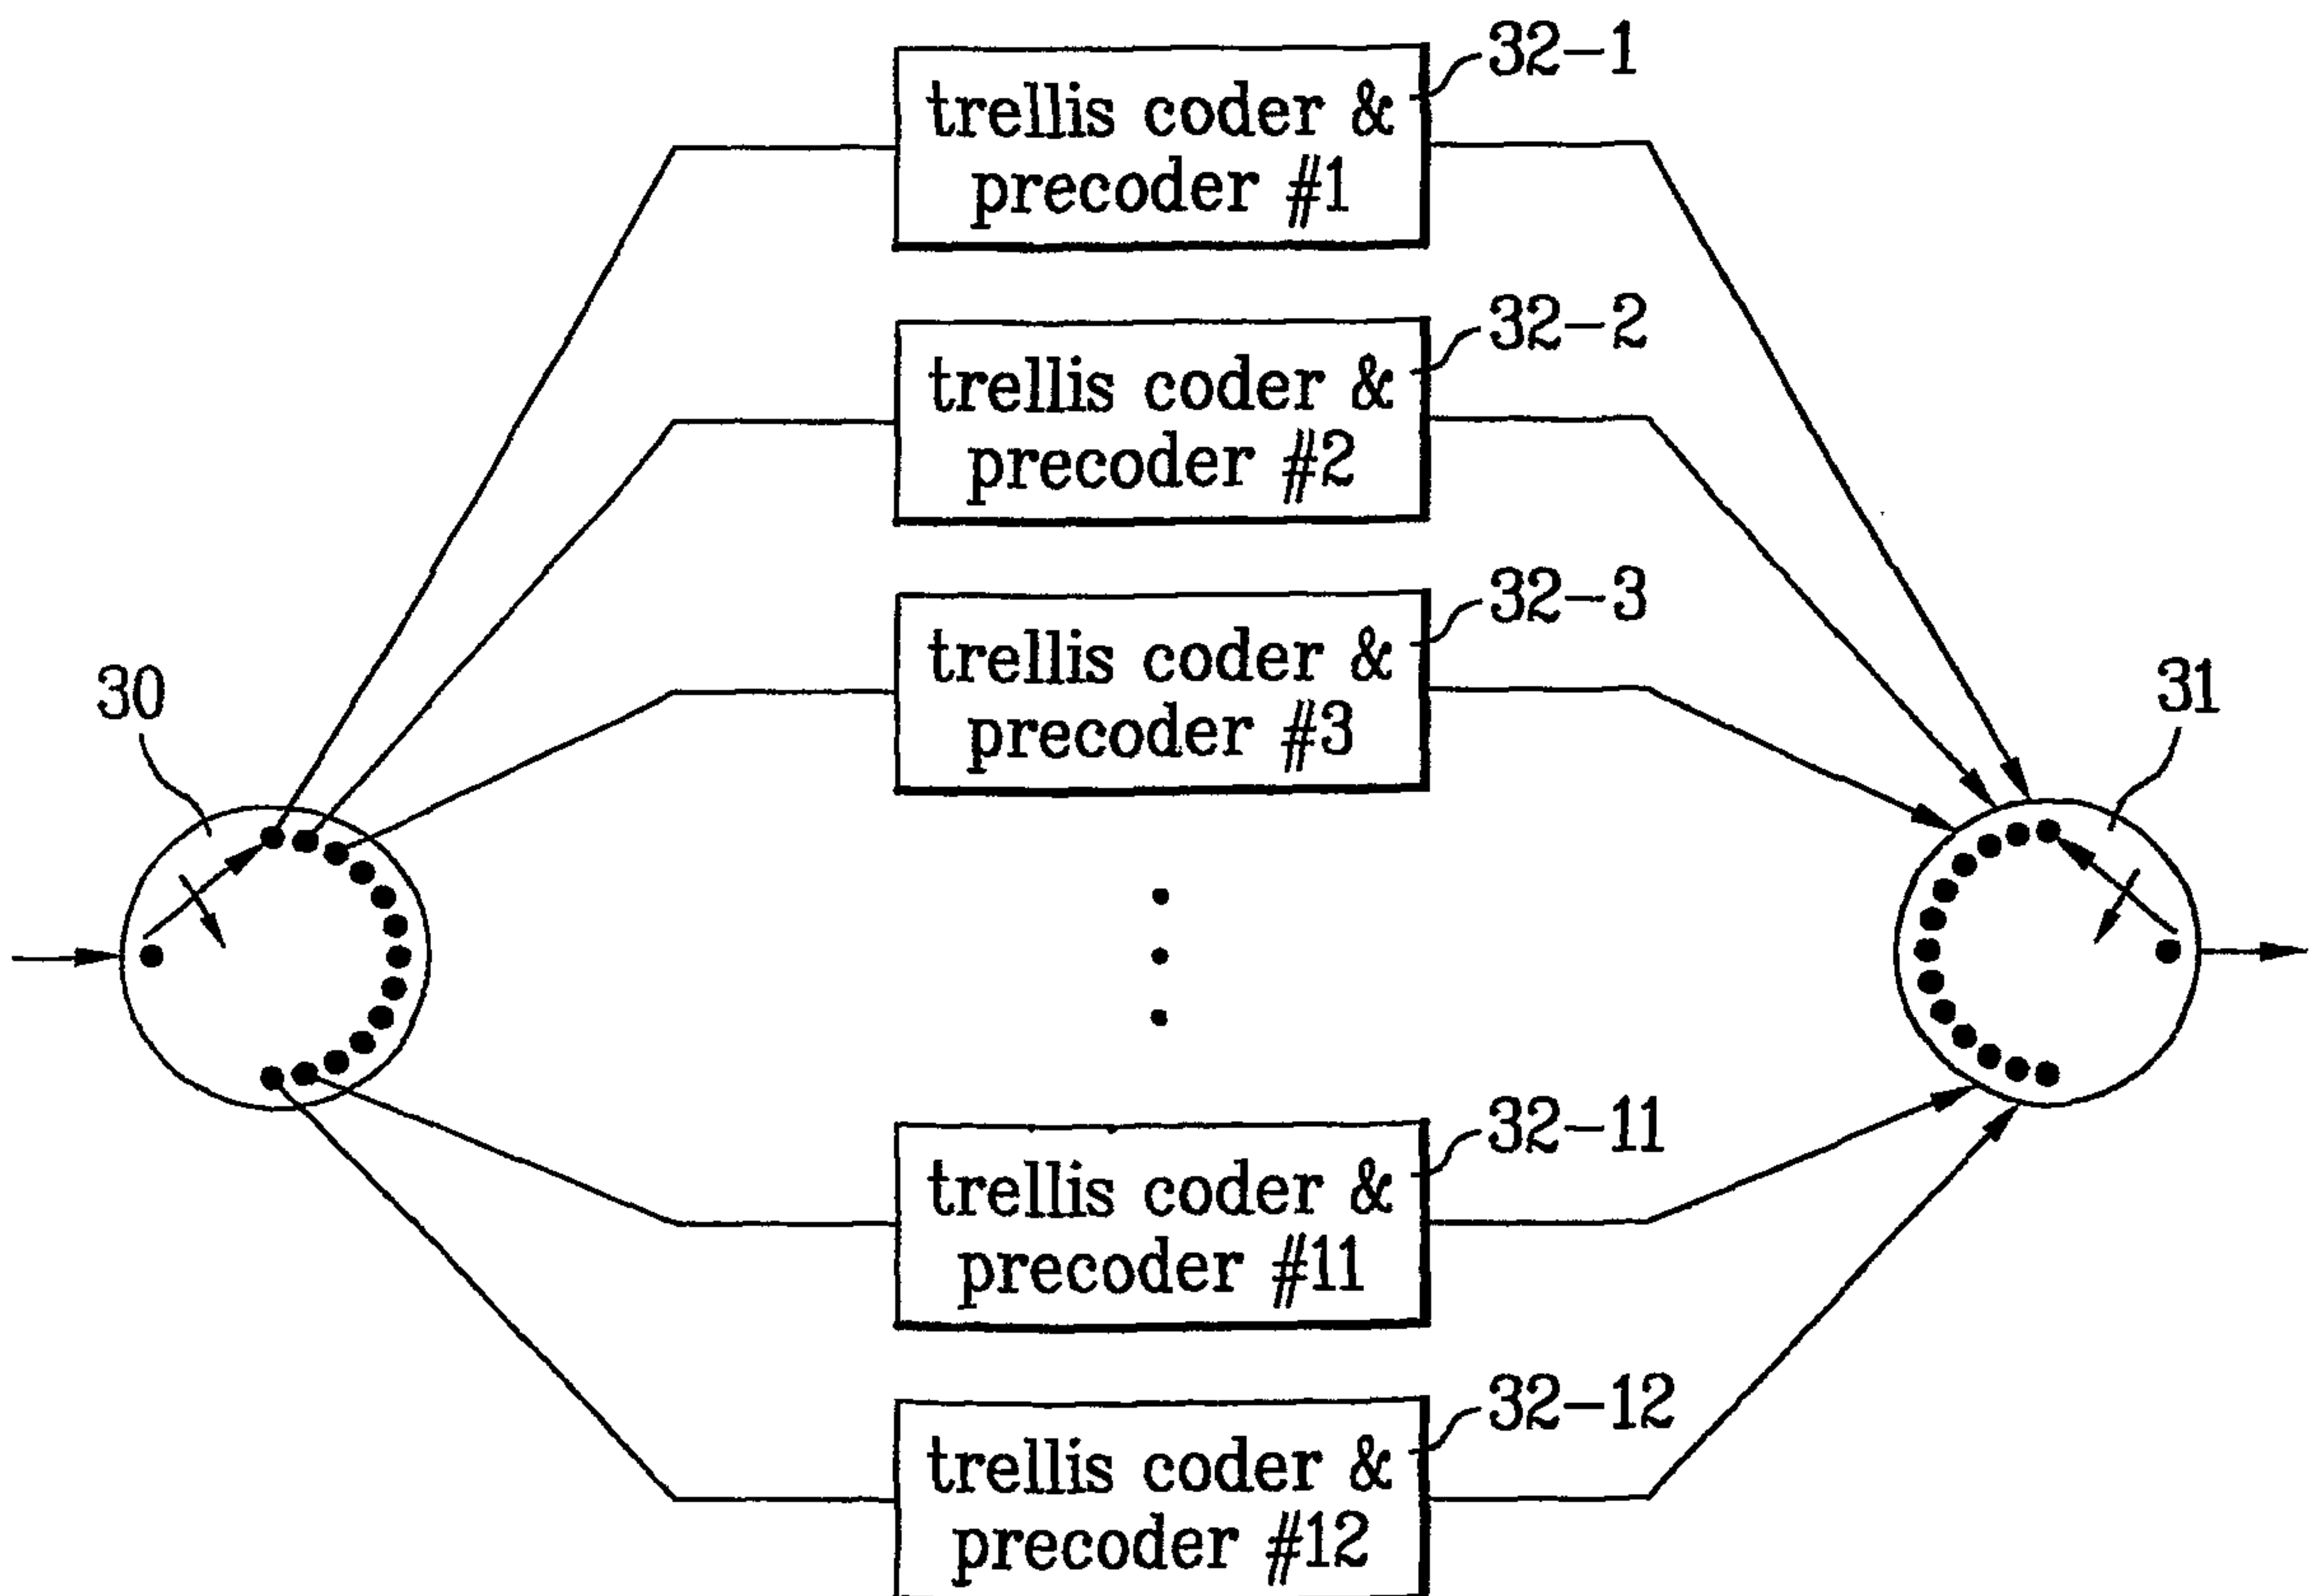 32-1
trellis coder &
precoder #1
32-2
trellis coder &
precoder #2
32-3
trellis coder &
precoder #3
30
31
32-11
trellis coder &
precoder #11
32-12
trellis coder &
precoder #12